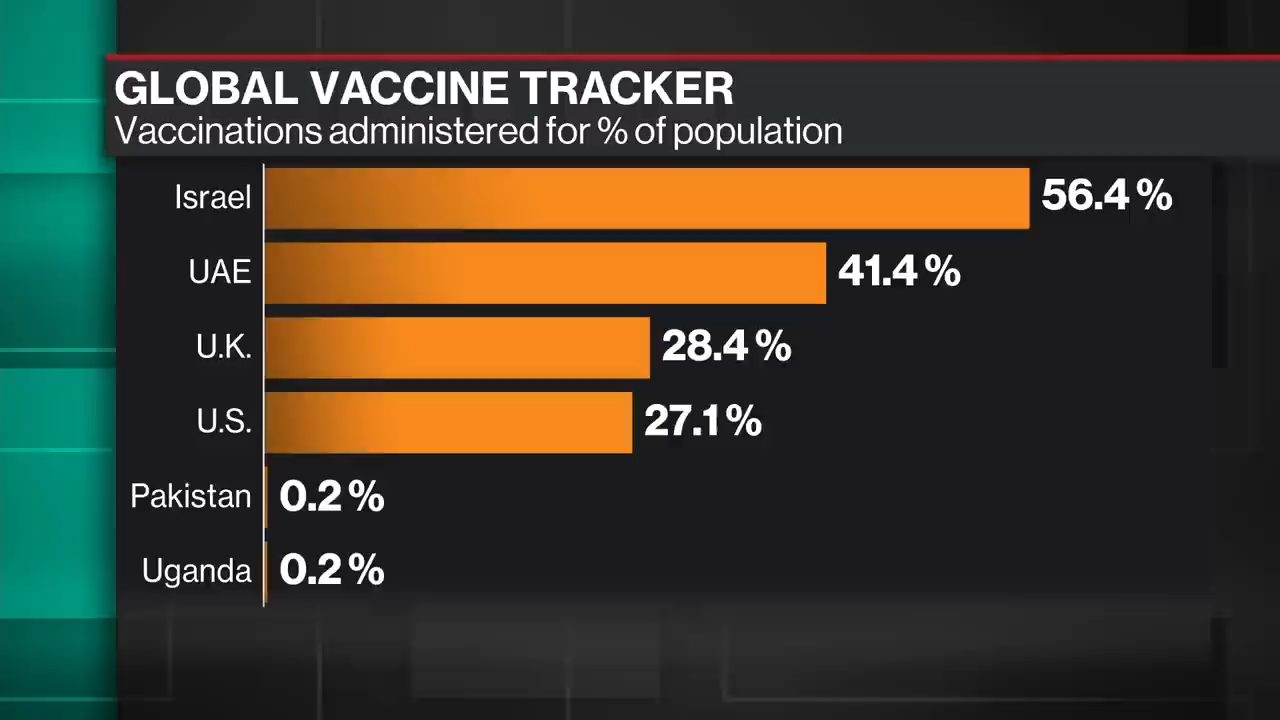 GLOBAL VACCINE TRACKER
Vaccinations administered for % of population
Israel 56.4%
UAE 41.4%
U.K. 28.4%
U.S. 27.1%
Pakistan 0.2%
Uganda 0.2%